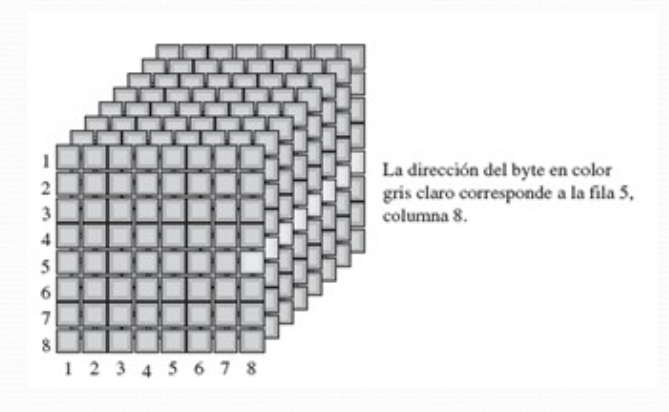 1
2
3
4
5
6
7
8
1 2 3 4 5 6 7 8
La dirección del byte en color
gris claro corresponde a la fila 5,
columna 8.